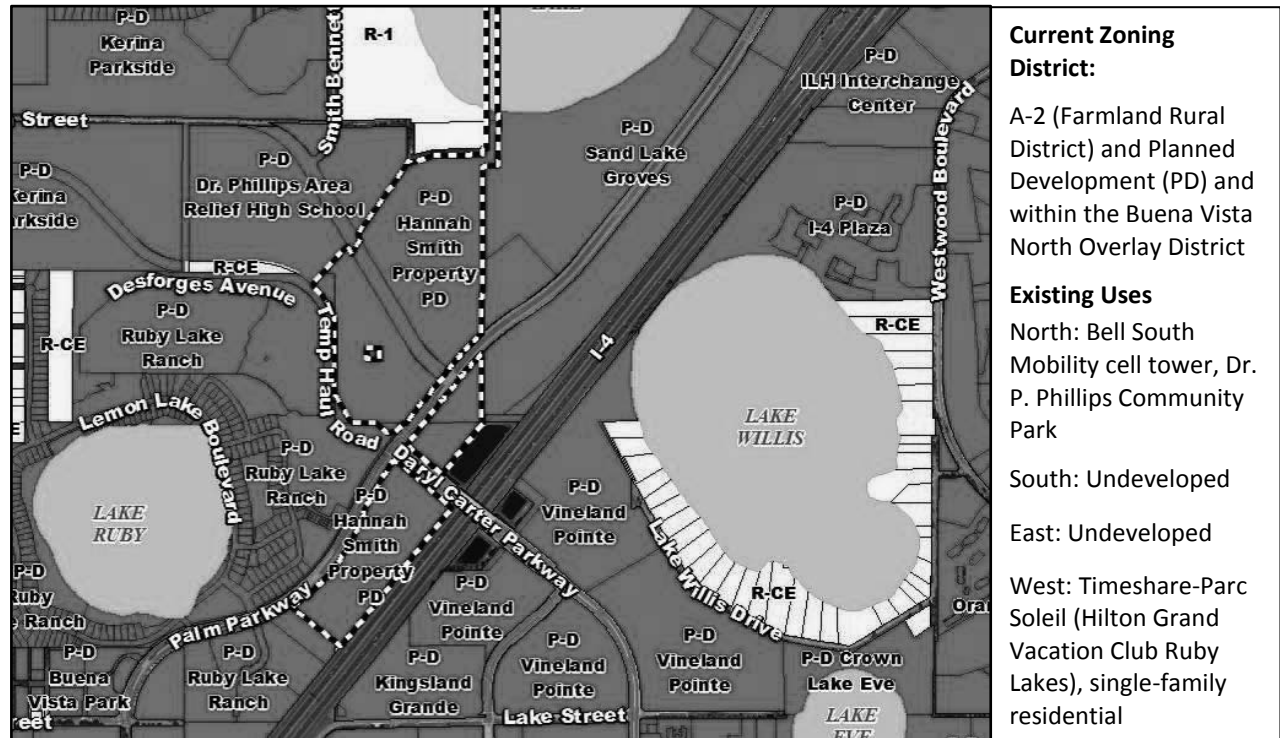 P-D
Kerina
Parkside
Smith Bennett
R-1
LAKE
P-D
ILH Interchange
Center
Westwood Boulevard
Street
P-D
Dr. Phillips Area
Relief High School
P-D
Kerina
Parkside
P-D
Sand Lake
Groves
P-D
Hannah
Smith
Property
PD
P-D
I-4 Plaza
R-CE
Desforges Avenue
P-D
Ruby Lake
Ranch
R-CE
Temp Haul
Road
I-4
R-CE
LAKE
WILLIS
Lemon Lake
Boulevard
P-D
Ruby Lake
Ranch
Daryl Carter Parkway
P-D
Vineland
Pointe
LAKE
RUBY
P-D
Hannah
Smith
Property
PD
Lake Willis Drive
R-CE
P-D
Ruby
Ranch
Palm Parkway
P-D
Vineland
Pointe
P-D
Buena
Vista Park
P-D
Ruby Lake
Ranch
P-D
Kingsland
Grande
P-D
Vineland
Pointe
P-D
Vineland
Pointe
P-D Crown
Lake Eve
Lake Street
LAKE
EVE
reet
Current Zoning
District:
A-2 (Farmland Rural
District) and Planned
Development (PD) and
within the Buena Vista
North Overlay District
Existing Uses
North: Bell South
Mobility cell tower, Dr.
P. Phillips Community
Park
South: Undeveloped
East: Undeveloped
West: Timeshare-Parc
Soleil (Hilton Grand
Vacation Club Ruby
Lakes), single-family
residential